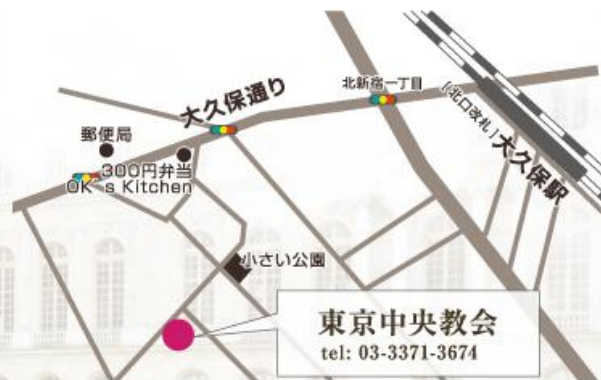 北新宿一丁目
大久保通り
[北口改札]
大久保駅
郵便局
300円弁当
OK's Kitchen
小さい公園
東京中央教会
tel: 03-3371-3674